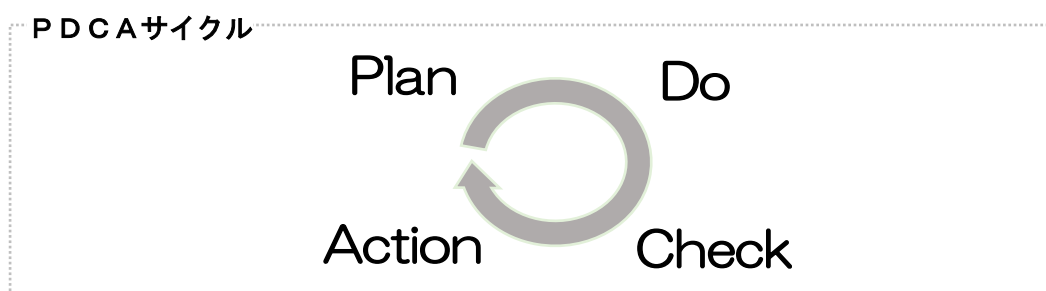 ＰＤＣＡサイクル
Plan
Do
Action
Check